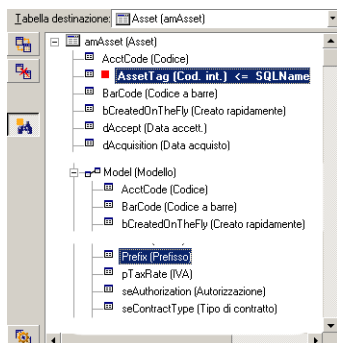 Tabella destinazione: Asset (amAsset)
amAsset (Asset)
AcctCode (Codice)
AssetTag (Cod. int.) <= SQLName
BarCode (Codice a barre)
bCreatedOnTheFly (Creato rapidamente)
dAccept (Data accett.)
dAcquisition (Data acquisto)
Model (Modello)
AcctCode (Codice)
BarCode (Codice a barre)
bCreatedOnTheFly (Creato rapidamente)
Prefix (Prefisso)
pTaxRate (IVA)
seAuthorization (Autorizzazione)
seContractType (Tipo di contratto)